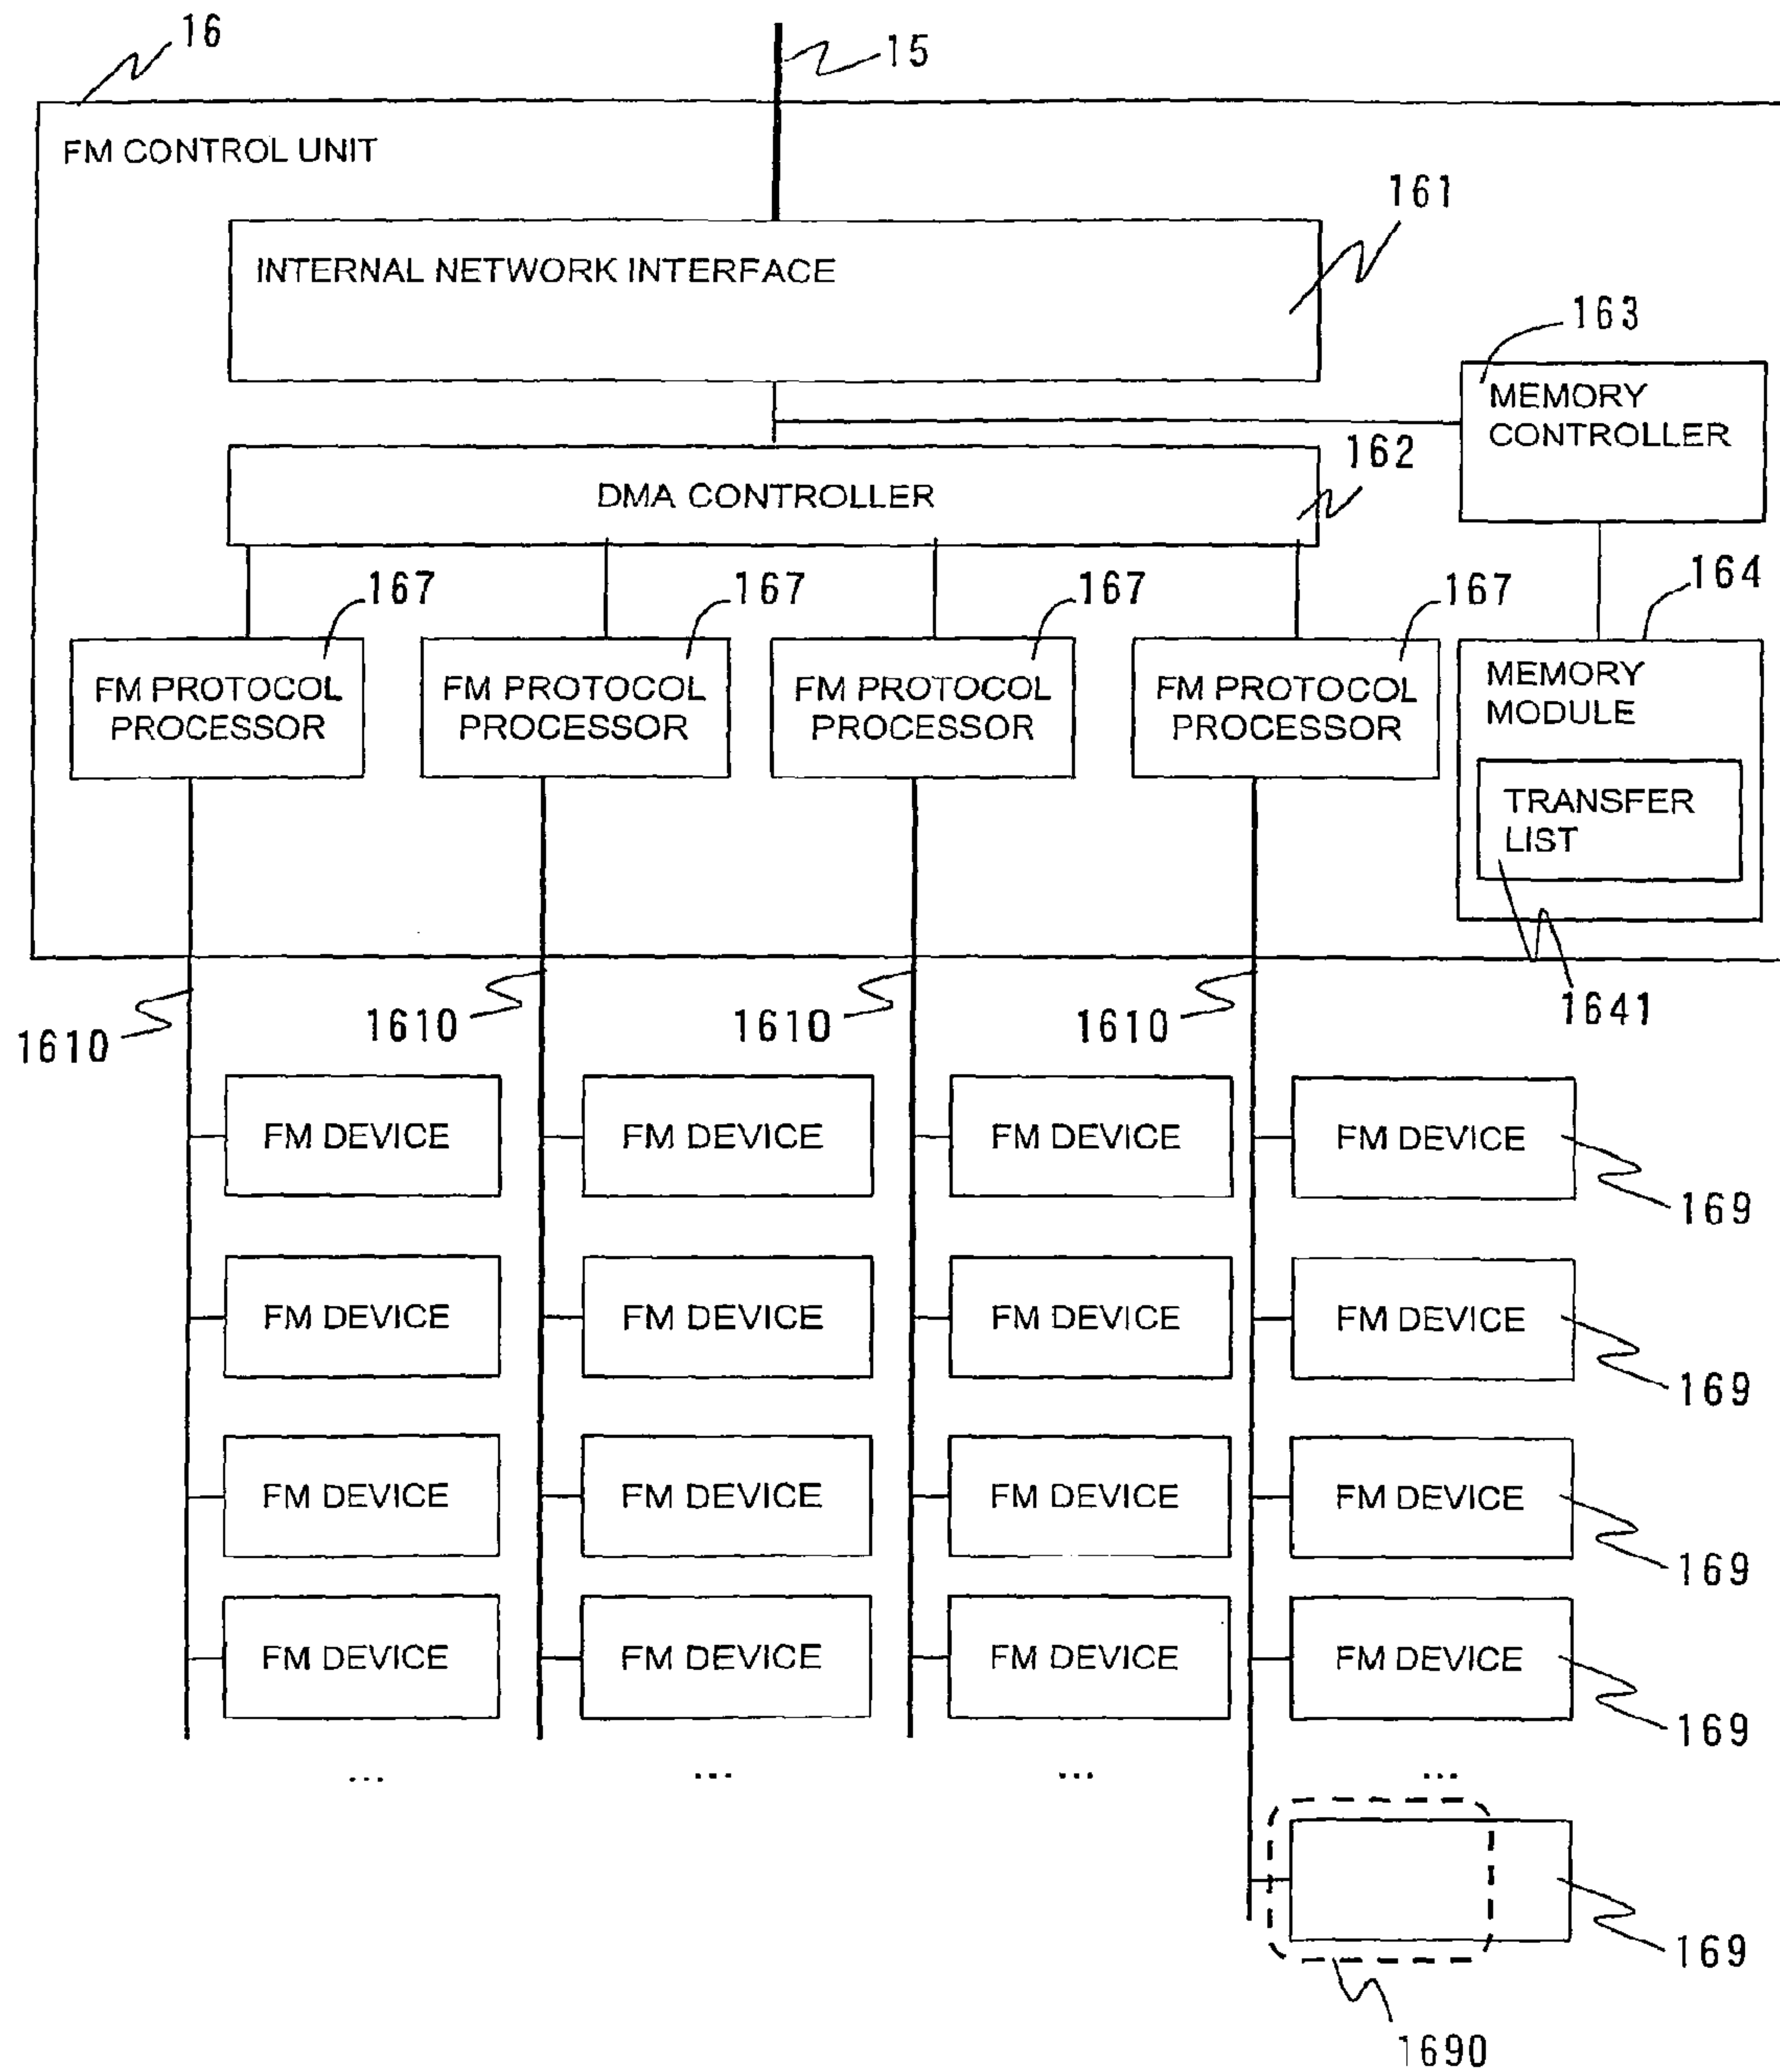 16
15
FM CONTROL UNIT
161
INTERNAL NETWORK INTERFACE
163
MEMORY
CONTROLLER
162
DMA CONTROLLER
167
167
167
167
164
FM PROTOCOL
PROCESSOR
FM PROTOCOL
PROCESSOR
FM PROTOCOL
PROCESSOR
FM PROTOCOL
PROCESSOR
MEMORY
MODULE
TRANSFER
LIST
1610
1610
1610
1610
1641
FM DEVICE
FM DEVICE
FM DEVICE
FM DEVICE
169
FM DEVICE
FM DEVICE
FM DEVICE
FM DEVICE
169
FM DEVICE
FM DEVICE
FM DEVICE
FM DEVICE
169
FM DEVICE
FM DEVICE
FM DEVICE
FM DEVICE
169
...
...
...
...
169
1690